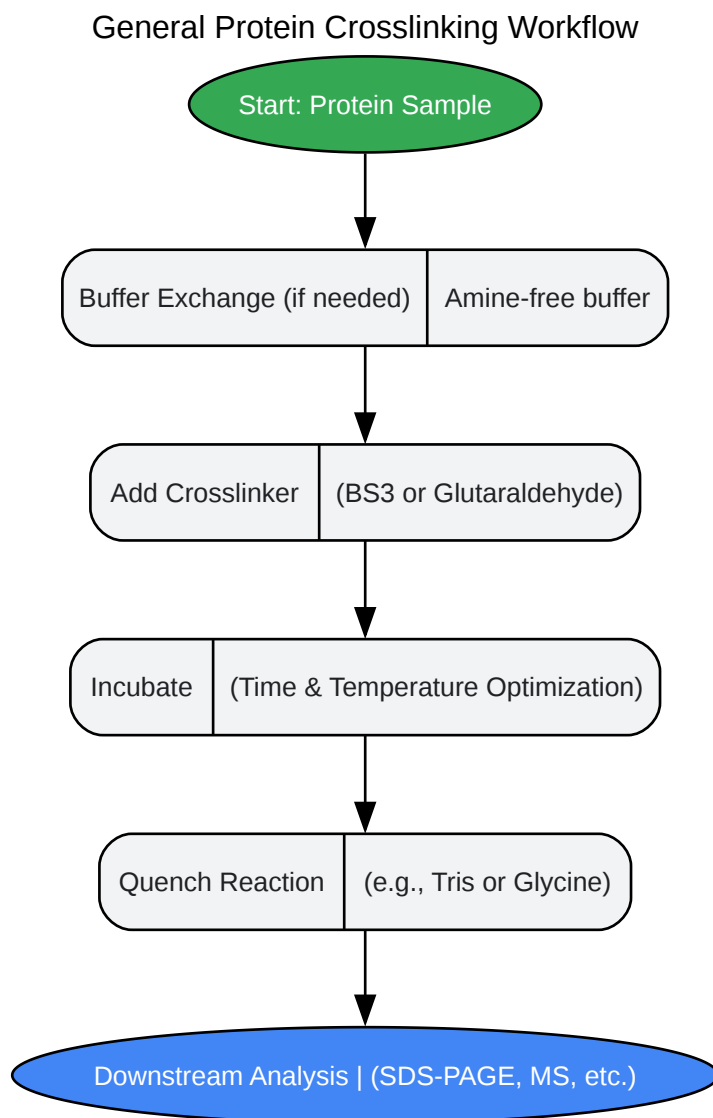 General Protein Crosslinking Workflow
Start: Protein Sample
Buffer Exchange (if needed) Amine-free buffer
Add Crosslinker (BS3 or Glutaraldehyde)
Incubate (Time & Temperature Optimization)
Quench Reaction (e.g., Tris or Glycine)
Downstream Analysis | (SDS-PAGE, MS, etc.)